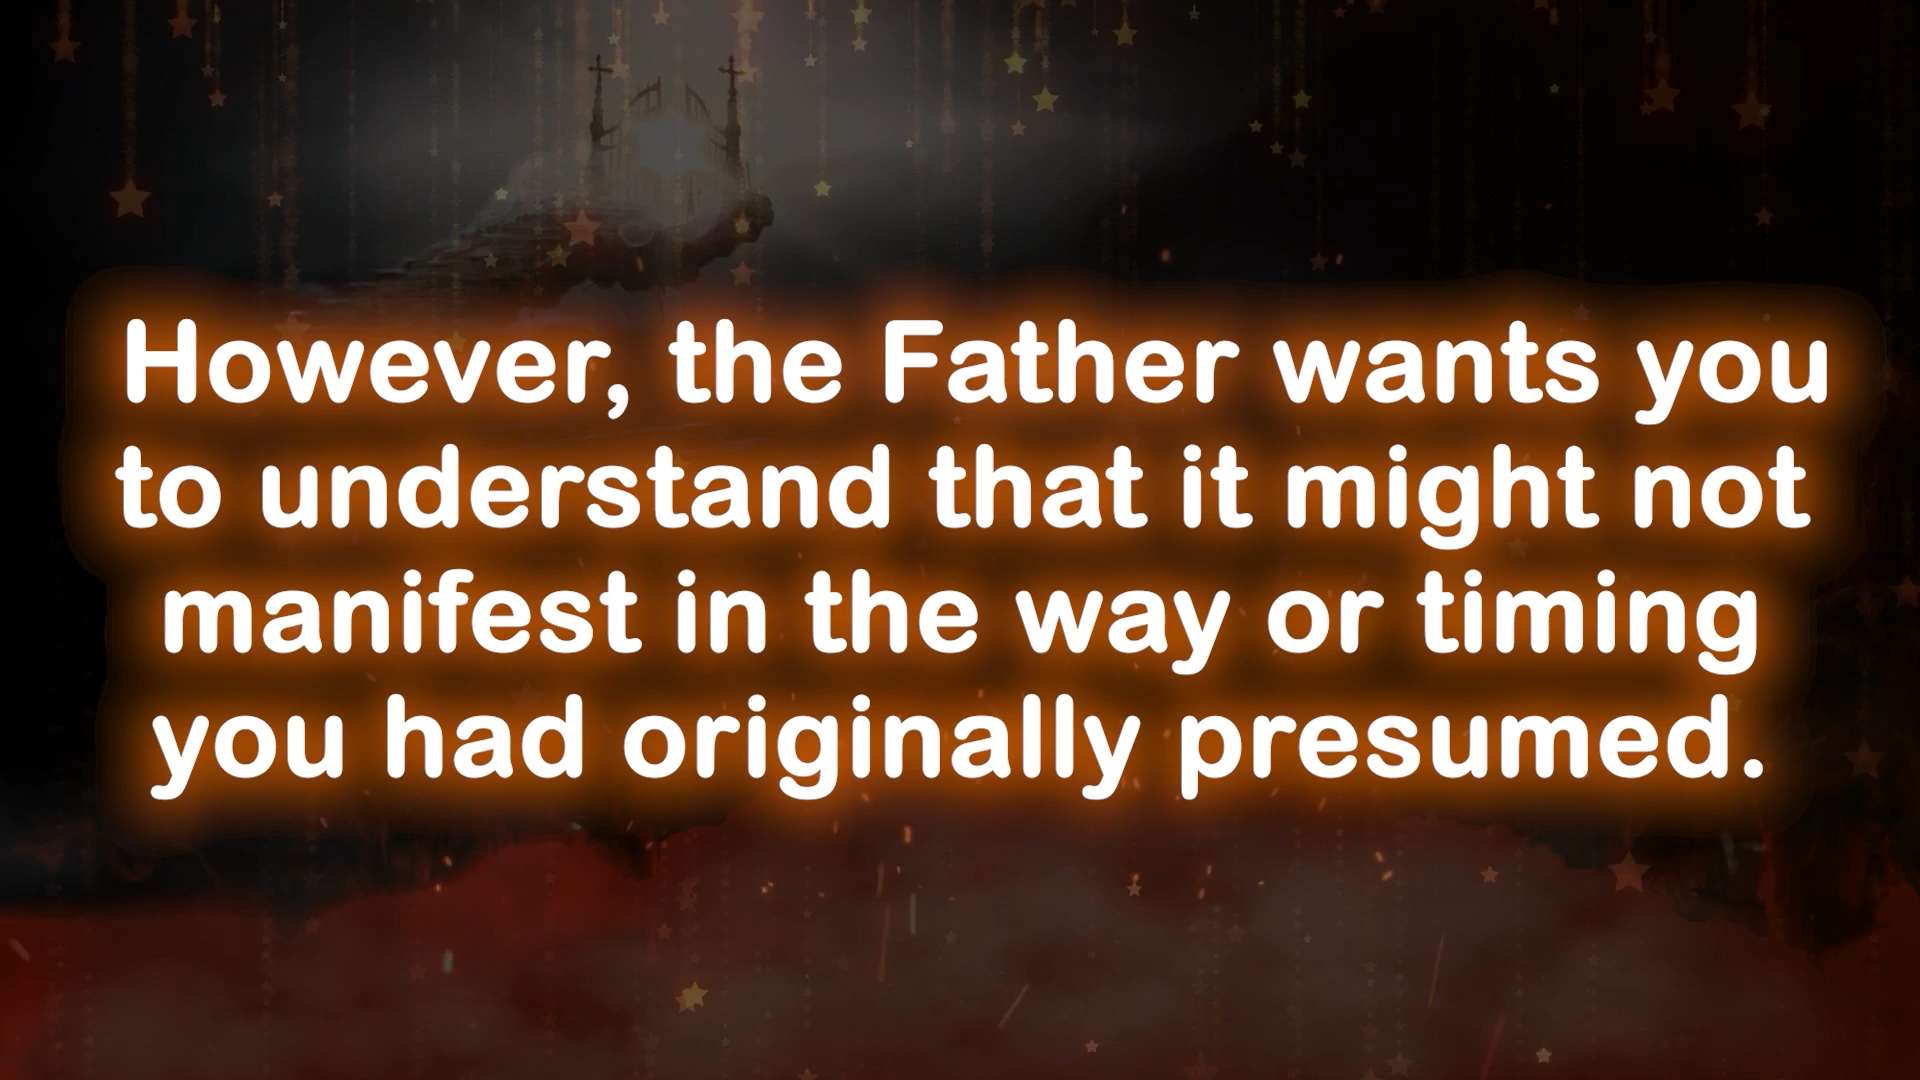 However, the Father wants you
to understand that it might not
manifest in the way or timing
you had originally presumed.